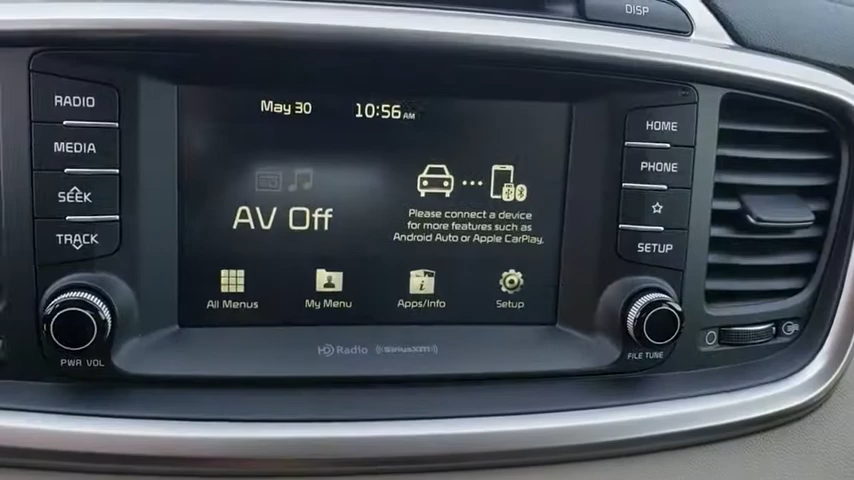 DISP
RADIO
MEDIA
SEEK
TRACK
PWR VOL
May 30 10:56 AM
AV Off
Please connect a device
for more features such as
Android Auto or Apple CarPlay.
All Menus My Menu Apps/Info Setup
HD Radio SiriusXM
HOME
PHONE
SETUP
FILE TUNE